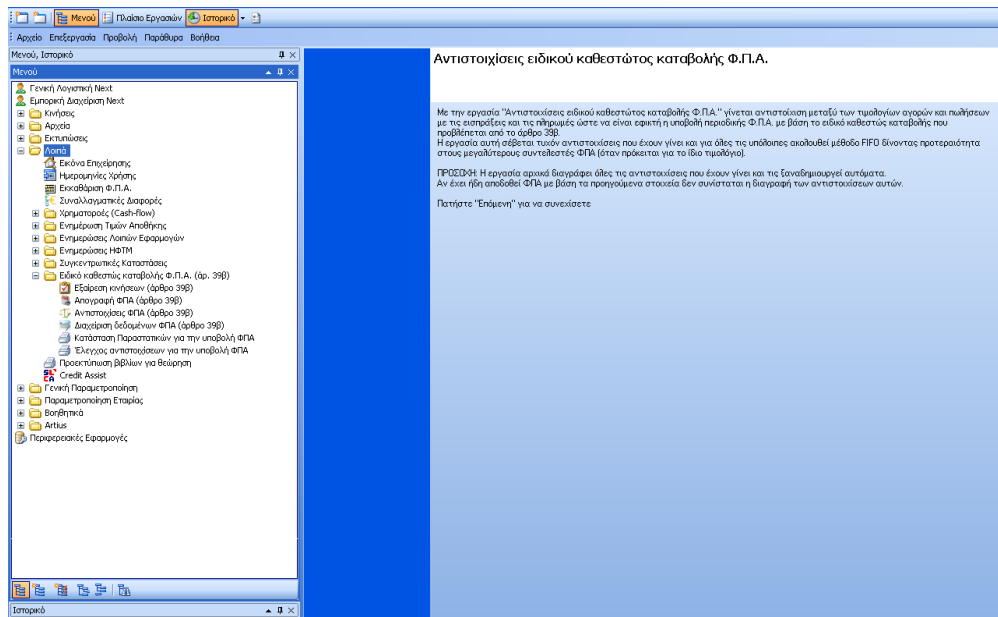 Μενού Πλαίσιο Εργασιών Ιστορικό
Αρχείο Επεξεργασία Προβολή Παράθυρα Βοήθεια
Μενού, Ιστορικό
Μενού
Γενική Λογιστική Next
Εμπορική Διαχείριση Next
Κινήσεις
Αρχεία
Εκτυπώσεις
Λοιπά
Εικόνα Επιχείρησης
Ημερομηνίες Χρήσης
Εκκαθάριση Φ.Π.Α.
Συναλλαγματικές Διαφορές
Χρηματοροές (Cash-flow)
Ενημέρωση Τιμών Αποθήκης
Ενημερώσεις Λοιπών Εφαρμογών
Ενημερώσεις ΗΦΤΜ
Συγκεντρωτικές Καταστάσεις
Ειδικό καθεστώς καταβολής Φ.Π.Α. (άρ. 39β)
Εξαίρεση κινήσεων (άρθρο 39β)
Απογραφή ΦΠΑ (άρθρο 39β)
Αντιστοιχίσεις ΦΠΑ (άρθρο 39β)
Διαχείριση δεδομένων ΦΠΑ (άρθρο 39β)
Κατάσταση Παραστατικών για την υποβολή ΦΠΑ
Έλεγχος αντιστοιχίσεων για την υποβολή ΦΠΑ
Προεκτύπωση Βιβλίων για θεώρηση
Credit Assist
Γενική Παραμετροποίηση
Παραμετροποίηση Εταιρίας
Βοηθητικά
Artius
Περιφερειακές Εφαρμογές
Ιστορικό
Αντιστοιχίσεις ειδικού καθεστώτος καταβολής Φ.Π.Α.
Με την εργασία "Αντιστοιχίσεις ειδικού καθεστώτος καταβολής Φ.Π.Α." γίνεται αντιστοίχιση μεταξύ των τιμολογίων αγορών και πωλήσεων
με τις εισπράξεις και τις πληρωμές ώστε να είναι εφικτή η υποβολή περιοδικής Φ.Π.Α. με βάση το ειδικό καθεστώς καταβολής που
προβλέπεται από το άρθρο 39β.
Η εργασία αυτή σέβεται τυχόν αντιστοιχίσεις που έχουν γίνει και για όλες τις υπόλοιπες ακολουθεί μέθοδο FIFO δίνοντας προτεραιότητα
στους μεγαλύτερους συντελεστές ΦΠΑ (όταν πρόκειται για το ίδιο τιμολόγιο).
ΠΡΟΣΟΧΗ: Η εργασία αρχικά διαγράφει όλες τις αντιστοιχίσεις που έχουν γίνει και τις ξαναδημιουργεί αυτόματα.
Αν έχει ήδη αποδοθεί ΦΠΑ με βάση τα προηγούμενα στοιχεία δεν συνίσταται η διαγραφή των αντιστοιχίσεων αυτών.
Πατήστε "Επόμενη" για να συνεχίσετε